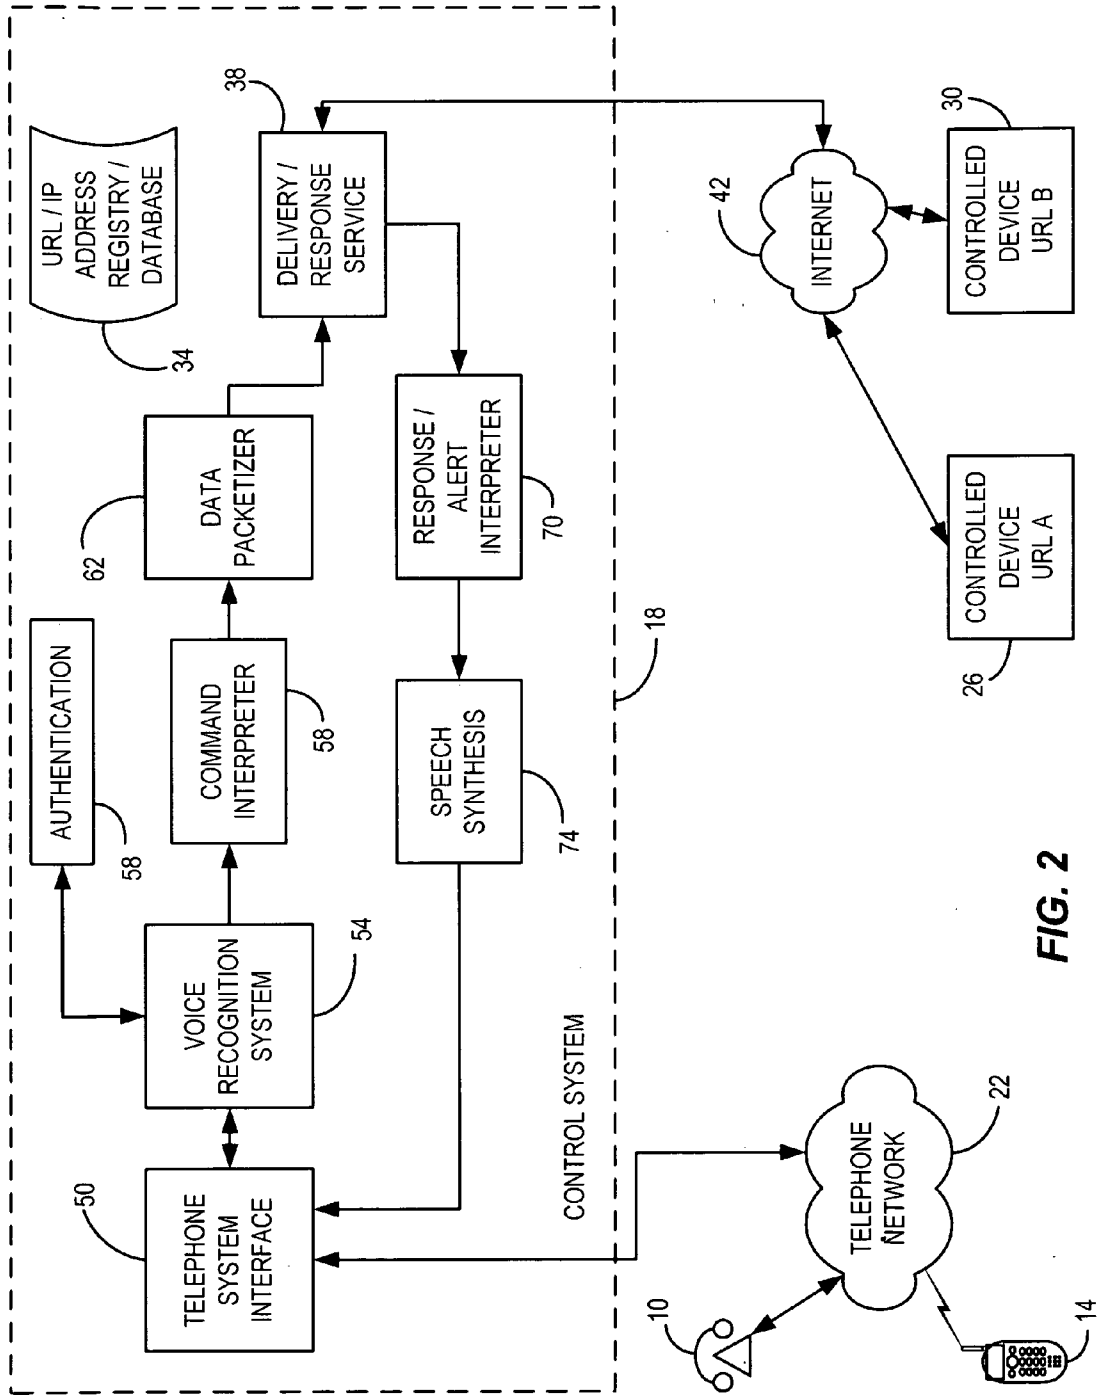 AUTHENTICATION
58
URL / IP
ADDRESS
REGISTRY /
DATABASE
34
50
TELEPHONE
SYSTEM
INTERFACE
VOICE
RECOGNITION
SYSTEM
54
COMMAND
INTERPRETER
58
62
DATA
PACKETIZER
38
DELIVERY /
RESPONSE
SERVICE
SPEECH
SYNTHESIS
74
RESPONSE /
ALERT
INTERPRETER
70
CONTROL SYSTEM
18
10
14
TELEPHONE
NETWORK
22
42
INTERNET
26
CONTROLLED
DEVICE
URL A
30
CONTROLLED
DEVICE
URL B
FIG. 2